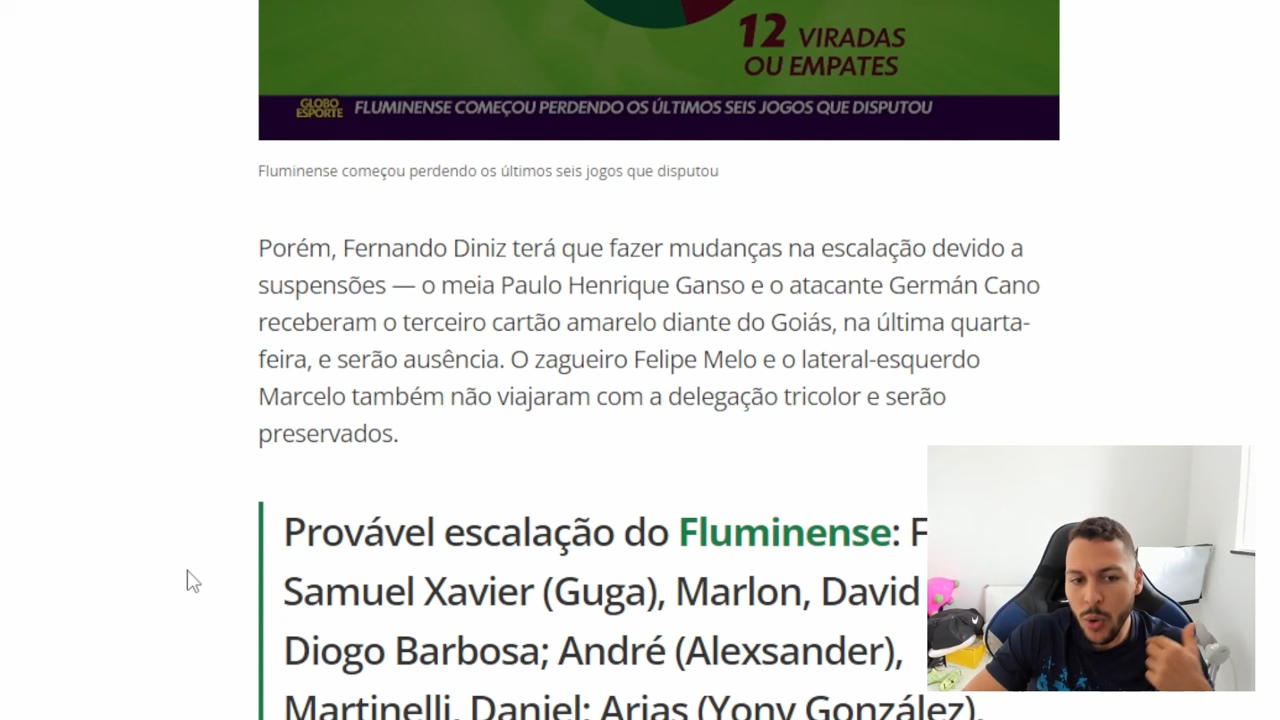 12 VIRADAS
OU EMPATES
GLOBO
ESPORTE
FLUMINENSE COMEÇOU PERDENDO OS ÚLTIMOS SEIS JOGOS QUE DISPUTOU
Fluminense começou perdendo os últimos seis jogos que disputou
Porém, Fernando Diniz terá que fazer mudanças na escalação devido a
suspensões — o meia Paulo Henrique Ganso e o atacante Germán Cano
receberam o terceiro cartão amarelo diante do Goiás, na última quarta-
feira, e serão ausência. O zagueiro Felipe Melo e o lateral-esquerdo
Marcelo também não viajaram com a delegação tricolor e serão
preservados.
Provável escalação do Fluminense: F
Samuel Xavier (Guga), Marlon, David
Diogo Barbosa; André (Alexsander),
Martinelli, Daniel; Arias (Yony González),